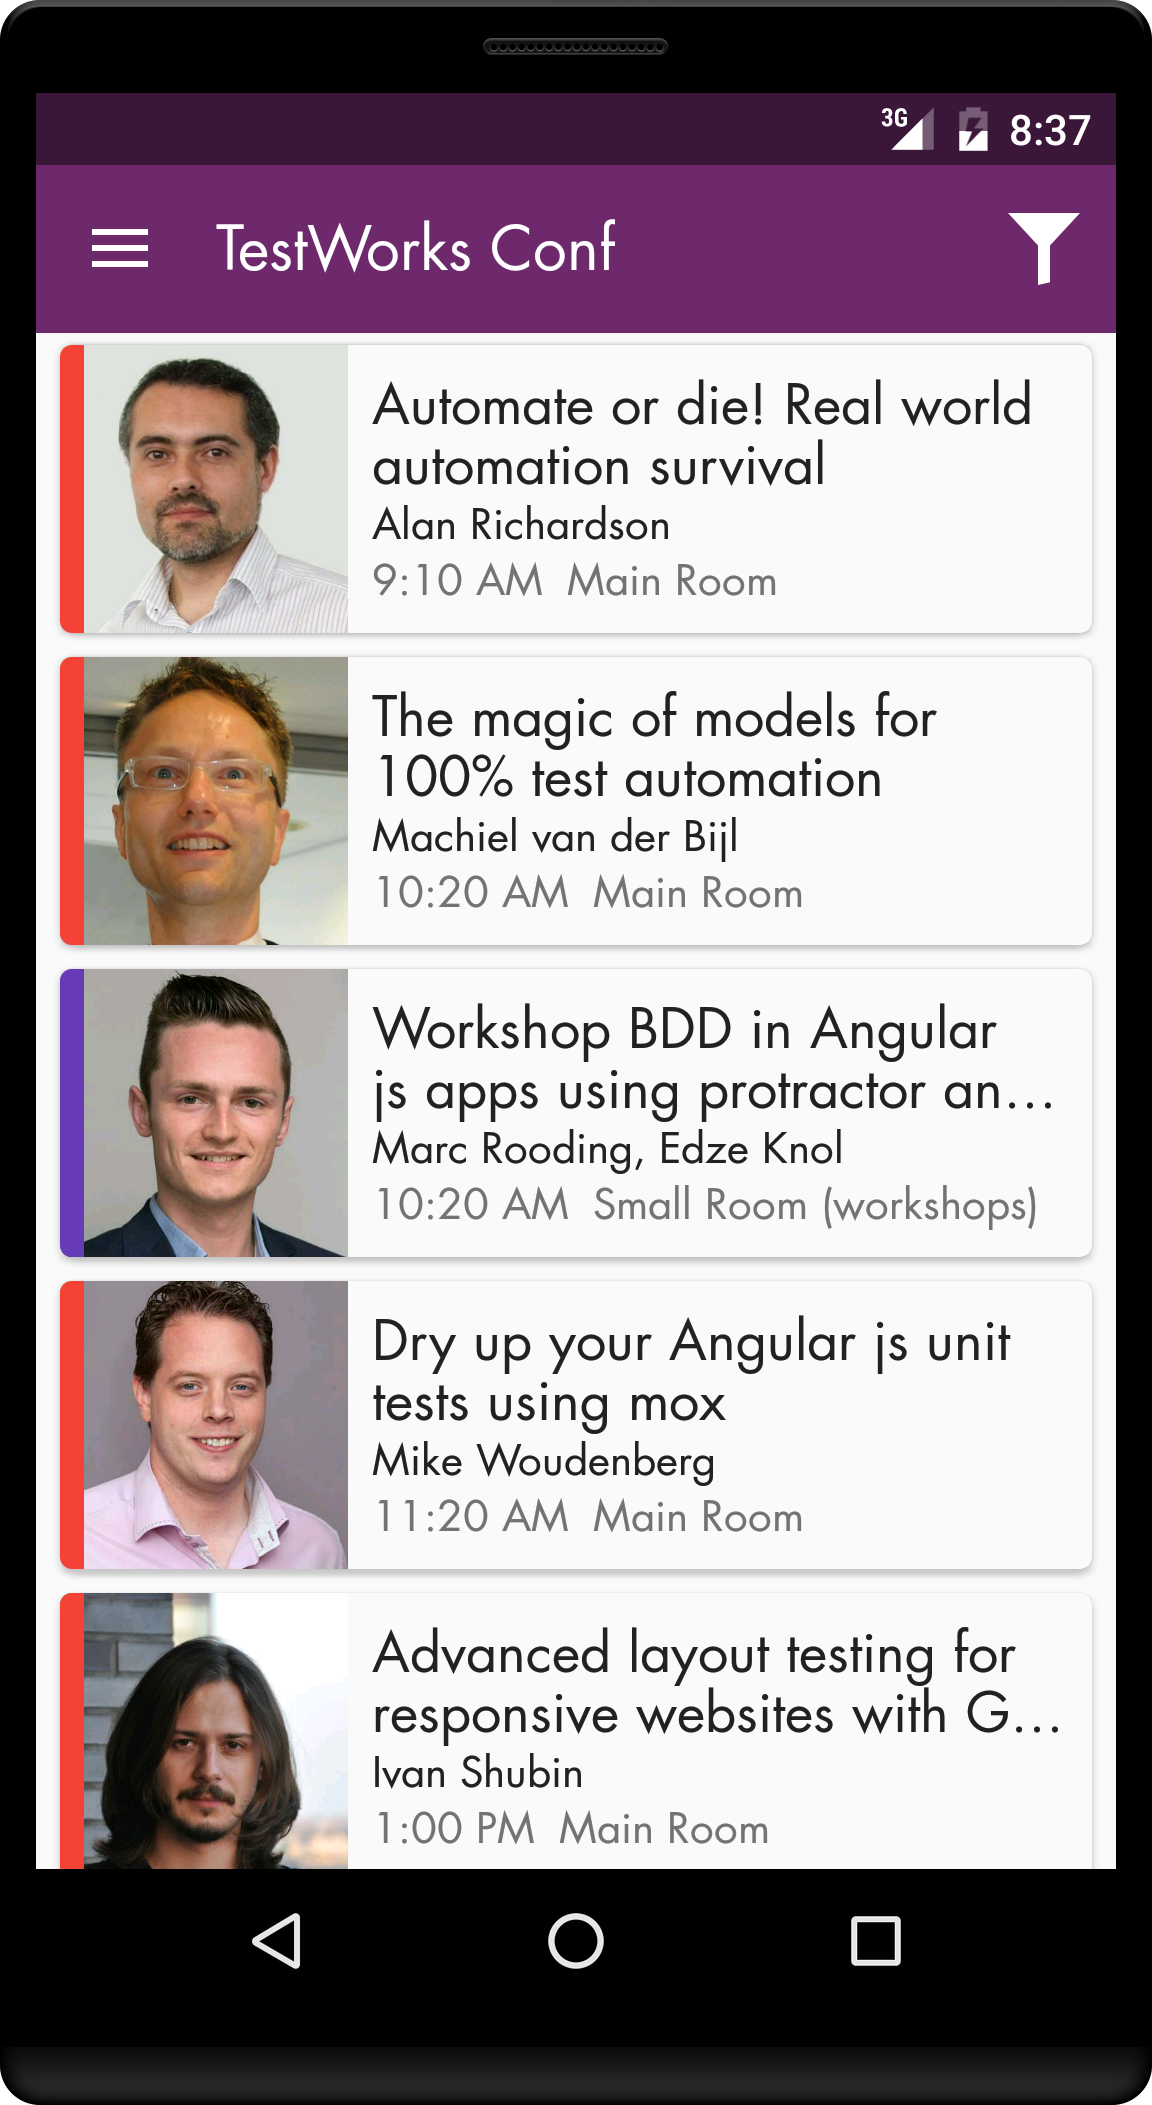 3G 8:37
TestWorks Conf
Automate or die! Real world
automation survival
Alan Richardson
9:10 AM  Main Room
The magic of models for
100% test automation
Machiel van der Bijl
10:20 AM  Main Room
Workshop BDD in Angular
js apps using protractor an...
Marc Rooding, Edze Knol
10:20 AM  Small Room (workshops)
Dry up your Angular js unit
tests using mox
Mike Woudenberg
11:20 AM  Main Room
Advanced layout testing for
responsive websites with G...
Ivan Shubin
1:00 PM  Main Room